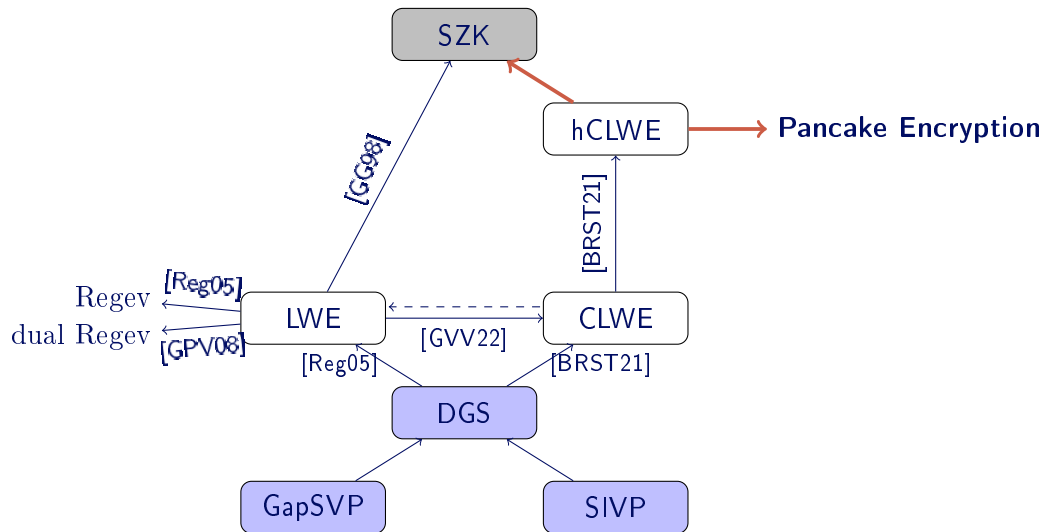 SZK
hCLWE
Pancake Encryption
[GG98]
[BRST21]
[Reg05]
Regev
dual Regev
[GPV08]
LWE
CLWE
[GVV22]
[Reg05]
[BRST21]
DGS
GapSVP
SIVP